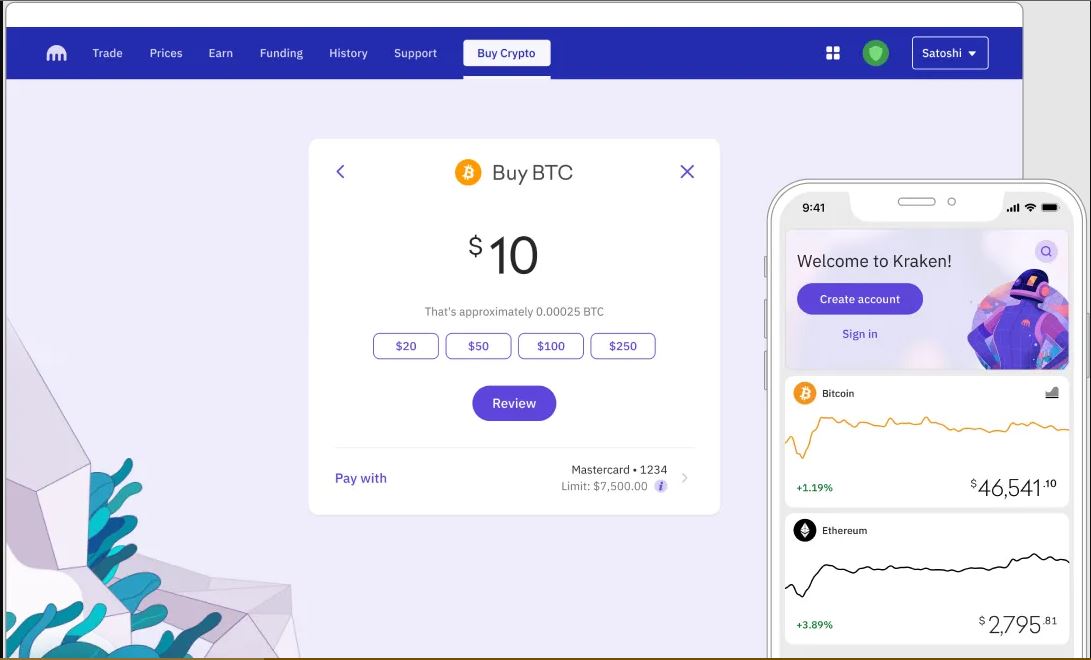 Trade Prices Earn Funding History Support Buy Crypto Satoshi
Buy BTC
$10
That's approximately 0.00025 BTC
$20 $50 $100 $250
Review
Pay with
Mastercard • 1234
Limit: $7,500.00 i
9:41
Welcome to Kraken!
Create account
Sign in
Bitcoin
+1.19% $46,541.10
Ethereum
+3.89% $2,795.81